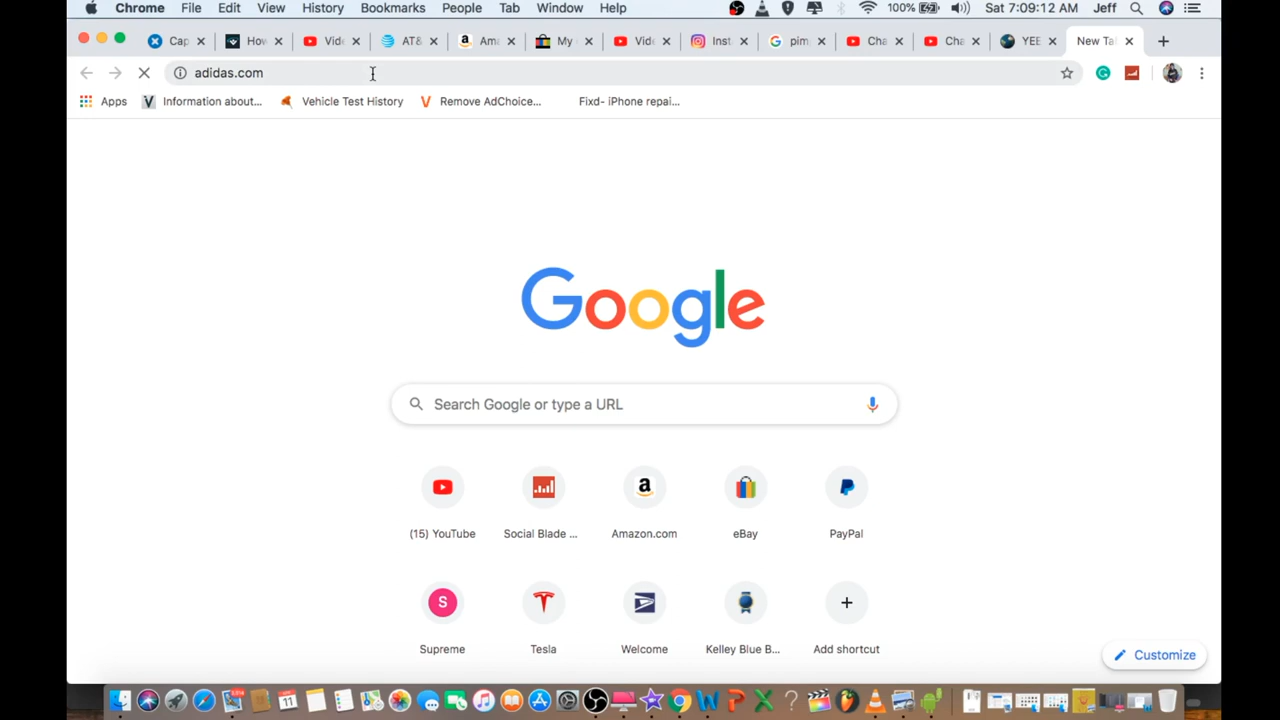 Chrome File Edit View History Bookmarks People Tab Window Help 100% Sat 7:09:12 AM Jeff
Cap How Vide AT& Ama My Vide Inst pim Cha Cha YEE New Ta
adidas.com
Apps Information about... Vehicle Test History Remove AdChoice... Fixd- iPhone repai...
Google
Search Google or type a URL
(15) YouTube Social Blade ... Amazon.com eBay PayPal
S
Supreme Tesla Welcome Kelley Blue B... Add shortcut
Customize